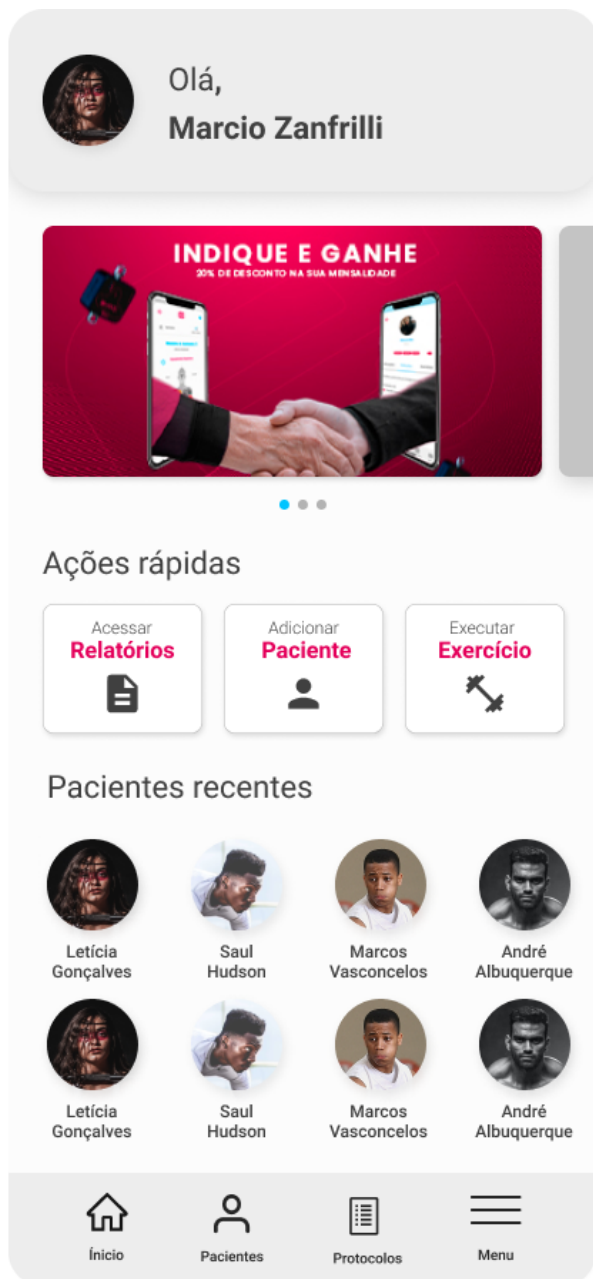 Olá,
Marcio Zanfrilli
INDIQUE E GANHE
20% DE DESCONTO NA SUA MENSALIDADE
Ações rápidas
Acessar
Relatórios
Adicionar
Paciente
Executar
Exercício
Pacientes recentes
Letícia
Gonçalves
Saul
Hudson
Marcos
Vasconcelos
André
Albuquerque
Letícia
Gonçalves
Saul
Hudson
Marcos
Vasconcelos
André
Albuquerque
Ínicio
Pacientes
Protocolos
Menu